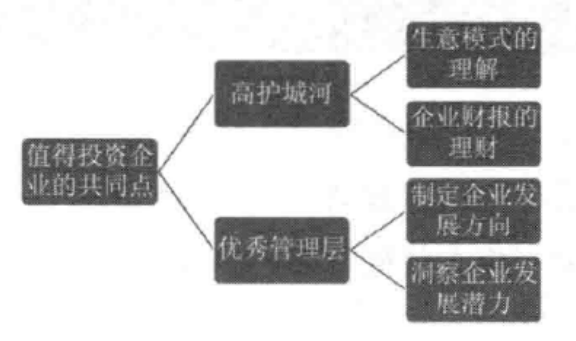 值得投资企
业的共同点
高护城河
优秀管理层
生意模式的
理解
企业财报的
理财
制定企业发
展方向
洞察企业发
展潜力